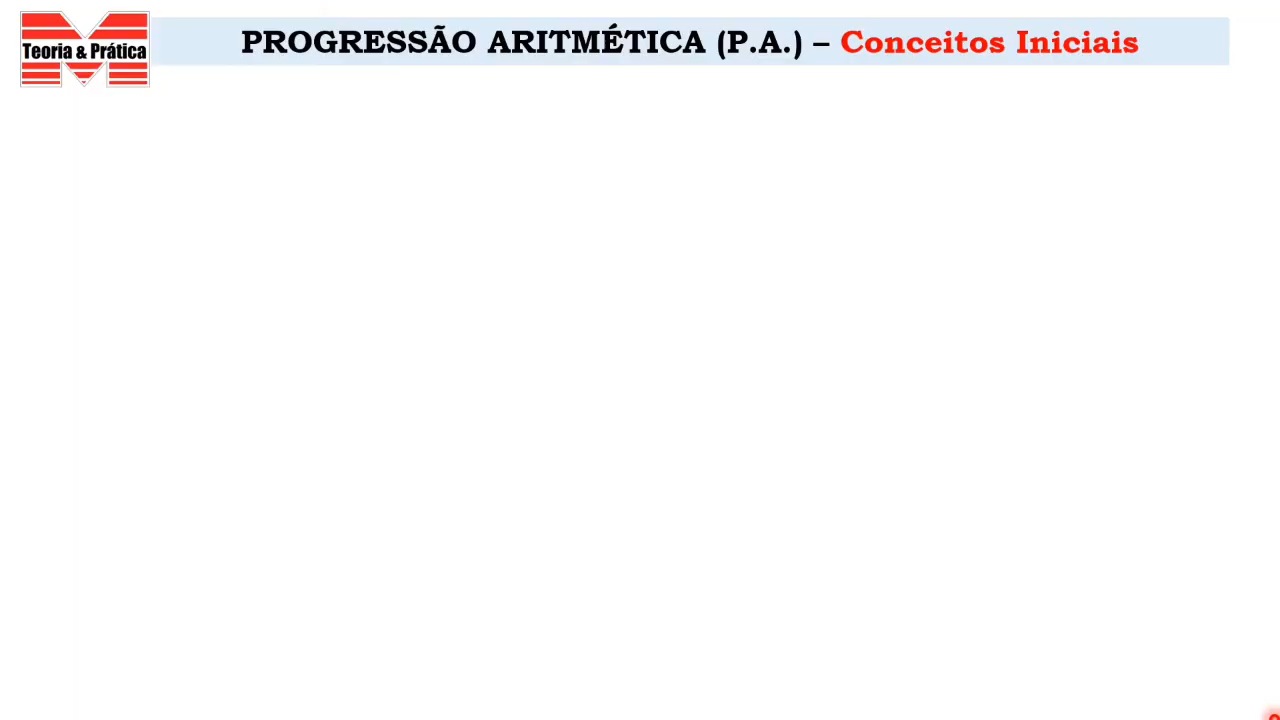 Teoria & Prática
PROGRESSÃO ARITMÉTICA (P.A.) – Conceitos Iniciais